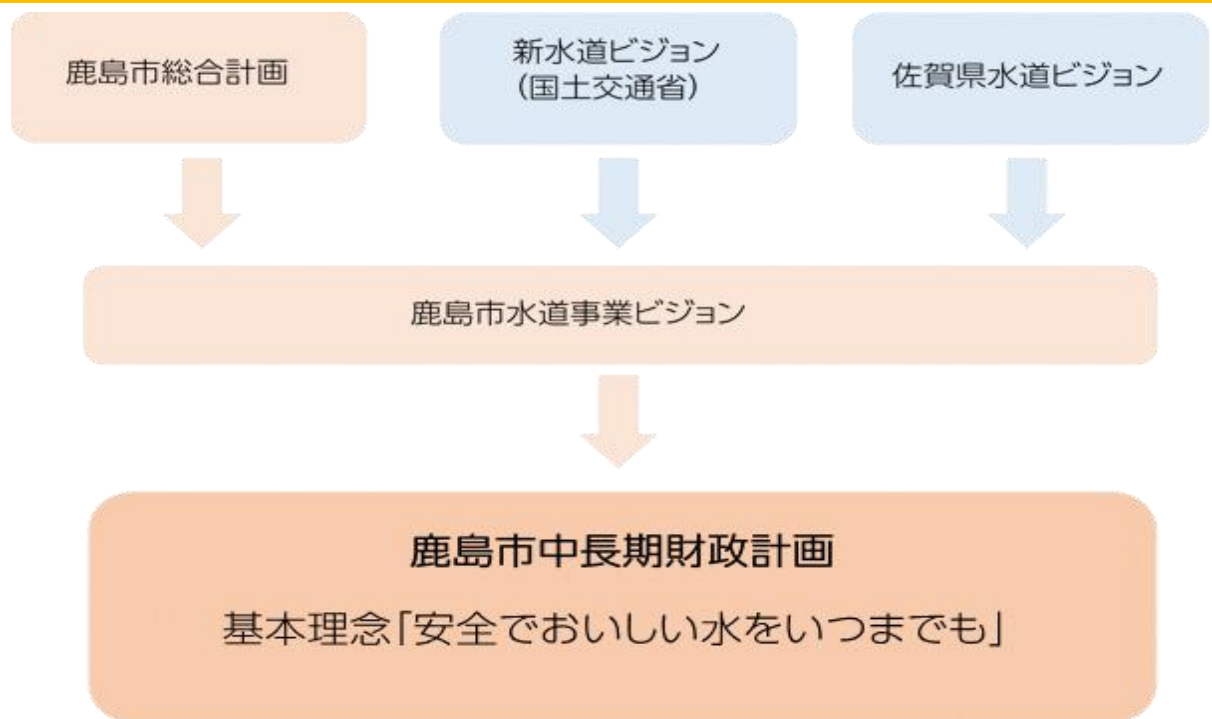 鹿島市総合計画
新水道ビジョン
（国土交通省）
佐賀県水道ビジョン
鹿島市水道事業ビジョン
鹿島市中長期財政計画
基本理念「安全でおいしい水をいつまでも」